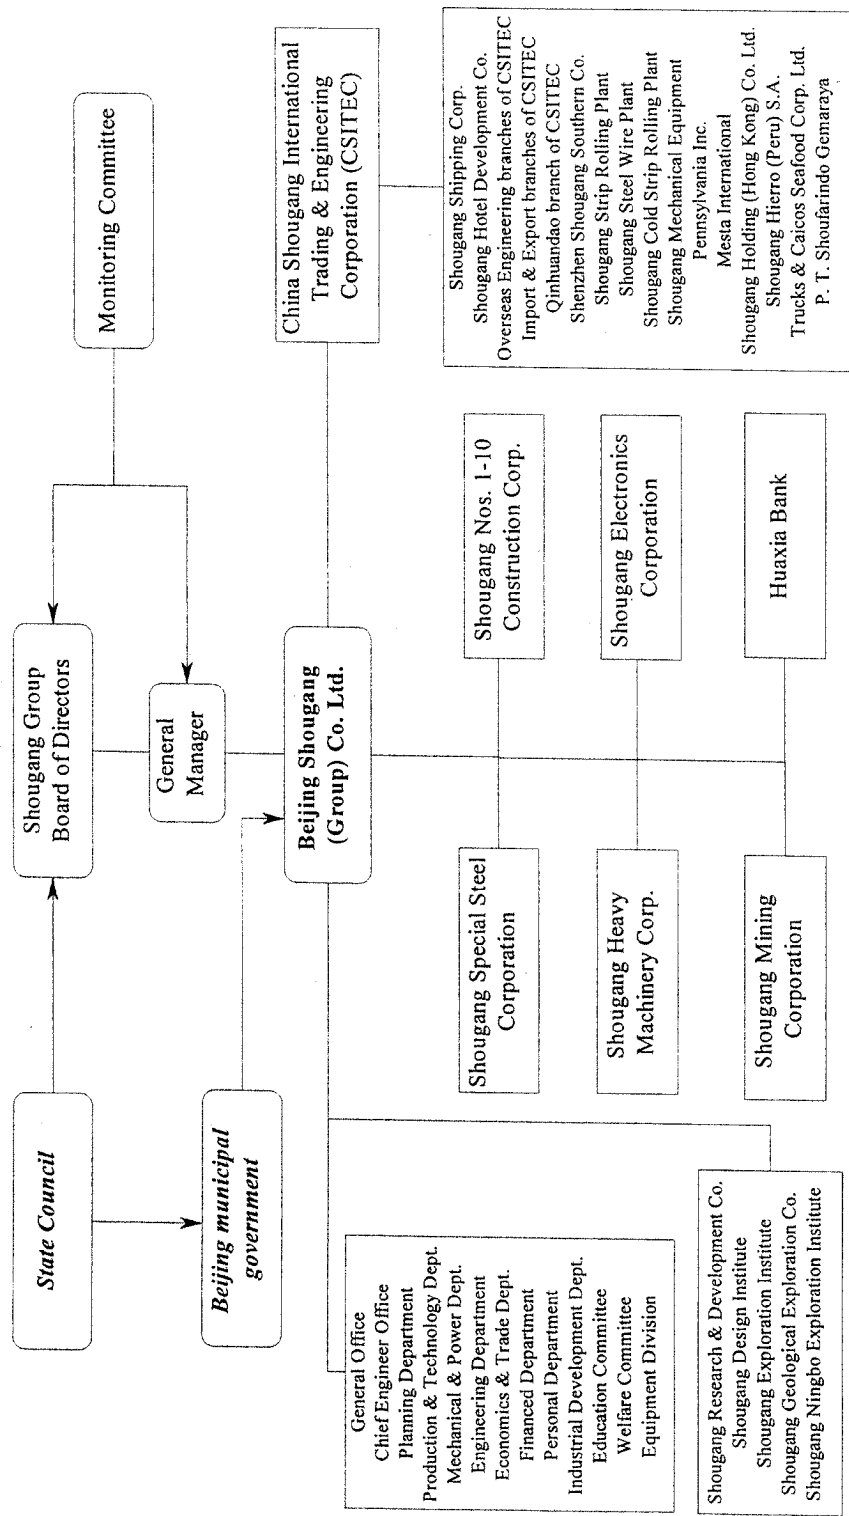 State Council
Shougang Group
Board of Directors
Monitoring Committee
Beijing municipal
government
General
Manager
China Shougang International
Trading & Engineering
Corporation (CSITEC)
Beijing Shougang
(Group) Co. Ltd.
General Office
Chief Engineer Office
Planning Department
Production & Technology Dept.
Mechanical & Power Dept.
Engineering Department
Economics & Trade Dept.
Financed Department
Personal Department
Industrial Development Dept.
Education Committee
Welfare Committee
Equipment Division
Shougang Special Steel
Corporation
Shougang Nos. 1-10
Construction Corp.
Shougang Heavy
Machinery Corp.
Shougang Electronics
Corporation
Shougang Mining
Corporation
Huaxia Bank
Shougang Shipping Corp.
Shougang Hotel Development Co.
Overseas Engineering branches of CSITEC
Import & Export branches of CSITEC
Qinhuandao branch of CSITEC
Shenzhen Shougang Southern Co.
Shougang Strip Rolling Plant
Shougang Steel Wire Plant
Shougang Cold Strip Rolling Plant
Shougang Mechanical Equipment
Pennsylvania Inc.
Mesta International
Shougang Holding (Hong Kong) Co. Ltd.
Shougang Hierro (Peru) S.A.
Trucks & Caicos Seafood Corp. Ltd.
P. T. Shoufarindo Gemaraya
Shougang Research & Development Co.
Shougang Design Institute
Shougang Exploration Institute
Shougang Geological Exploration Co.
Shougang Ningbo Exploration Institute